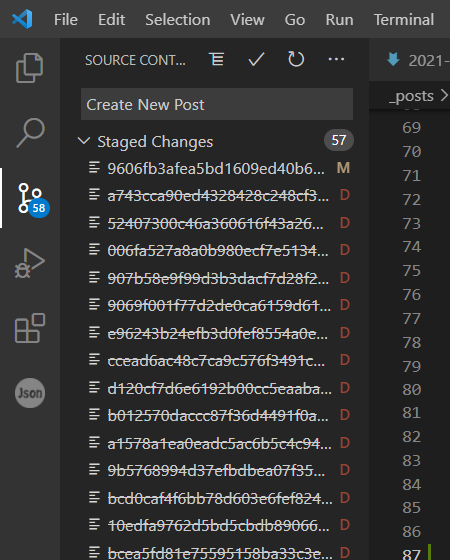 File Edit Selection View Go Run Terminal
SOURCE CONT...
2021-
Create New Post
_posts
Staged Changes 57
9606fb3afea5bd1609ed40b6... M
a743cca90ed4328428c248cf3... D
52407300c46a360616f43a26... D
006fa527a8a0b980ecf7e5134... D
907b58e9f99d3b3dacf7d28f2... D
9069f001f77d2de0ca6159d61... D
e96243b24efb3d0fef8554a0e... D
ccead6ac48c7ca9c576f3491c... D
d120cf7d6e6192b00cc5eaaba... D
b012570daccc87f36d4491f0a... D
a1578a1ea0eadc5ac6b5c4c94... D
9b5768994d37efbdbea07f35... D
bcd0caf4f6bb78d603e6fef824... D
10edfa9762d5bd5cbdb89066... D
bcea5fd81e75595158ba33c3e... D
58
Json
69
70
71
72
73
74
75
76
77
78
79
80
81
82
83
84
85
86
87